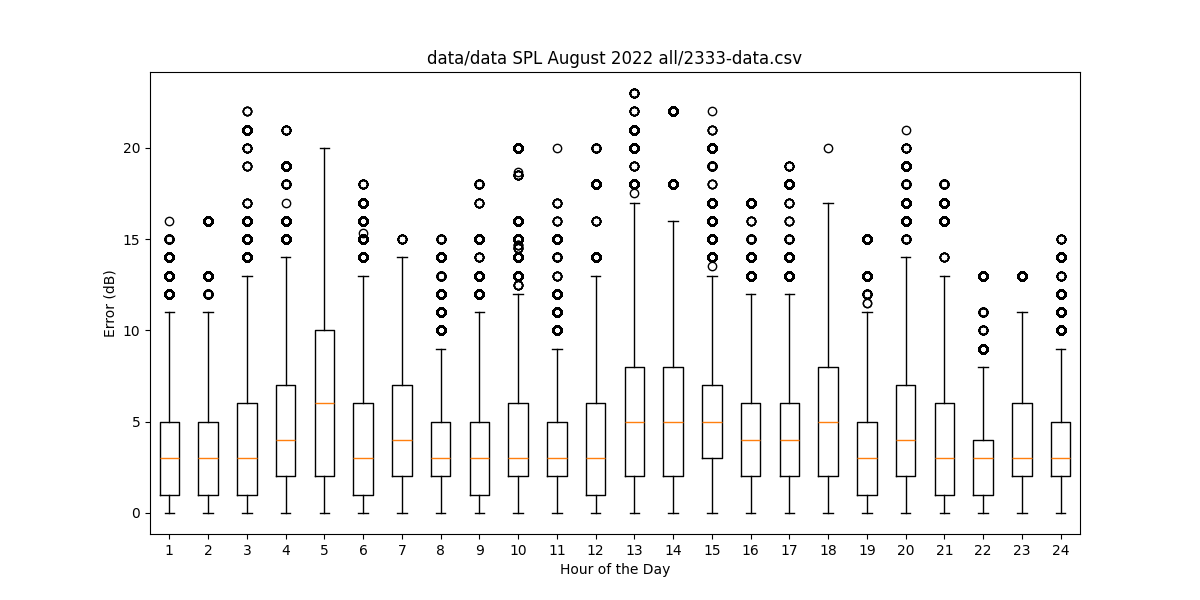 data/data SPL August 2022 all/2333-data.csv
20
15
10
5
0
Error (dB)
1 2 3 4 5 6 7 8 9 10 11 12 13 14 15 16 17 18 19 20 21 22 23 24
Hour of the Day